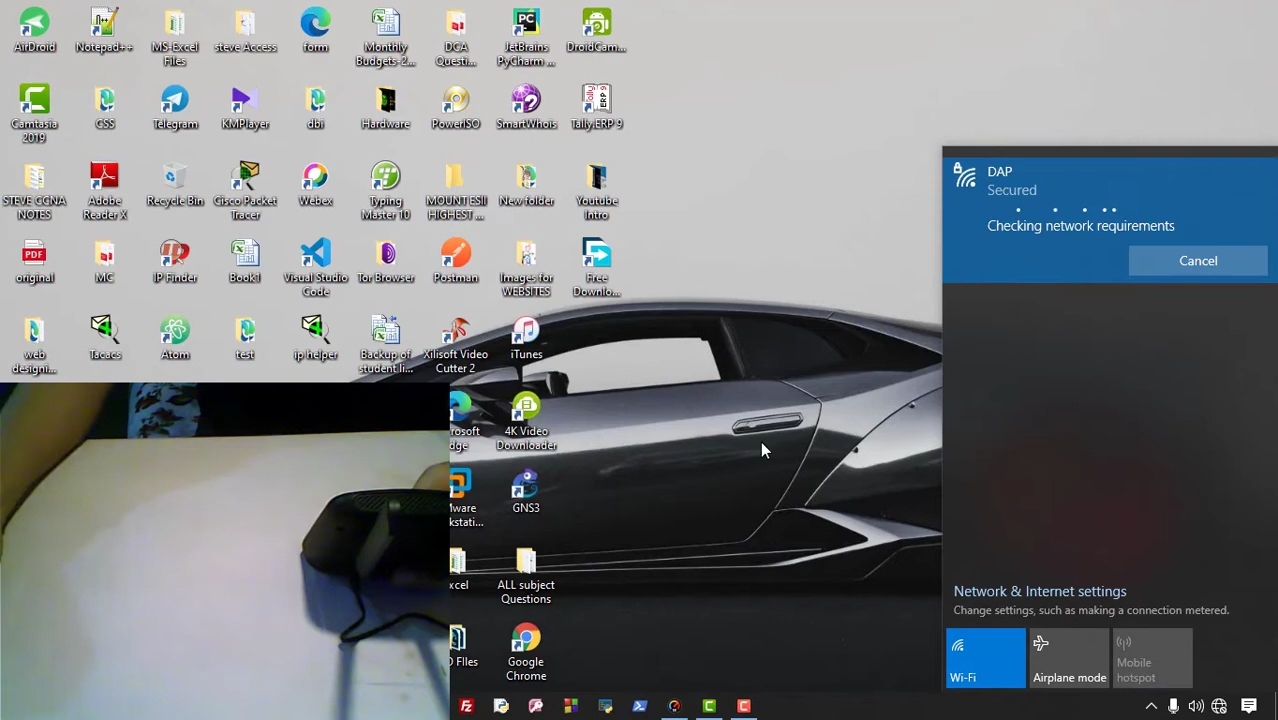 AirDroid
Notepad++
MS-Excel
Files
steve Access
form
Monthly
Budgets-2...
DCA
Questi...
JetBrains
PyCharm ...
DroidCam...
Camtasia
2019
CSS
Telegram
KMPlayer
dbi
Hardware
PowerISO
SmartWhois
Tally.ERP 9
STEVE CCNA
NOTES
Adobe
Reader X
Recycle Bin
Cisco Packet
Tracer
Webex
Typing
Master 10
MOUNT ESII
HIGHEST ...
New folder
Youtube
Intro
original
MC
IP Finder
Book1
Visual Studio
Code
Tor Browser
Postman
Images for
WEBSITES
Free
Downlo...
web
designi...
Tacacs
Atom
test
ip helper
Backup of
student li...
Xilisoft Video
Cutter 2
iTunes
rosoft
dge
4K Video
Downloader
Mware
rkstati...
GNS3
xcel
ALL subject
Questions
D FIles
Google
Chrome
DAP
Secured
Checking network requirements
Cancel
Network & Internet settings
Change settings, such as making a connection metered.
Wi-Fi
Airplane mode
Mobile
hotspot